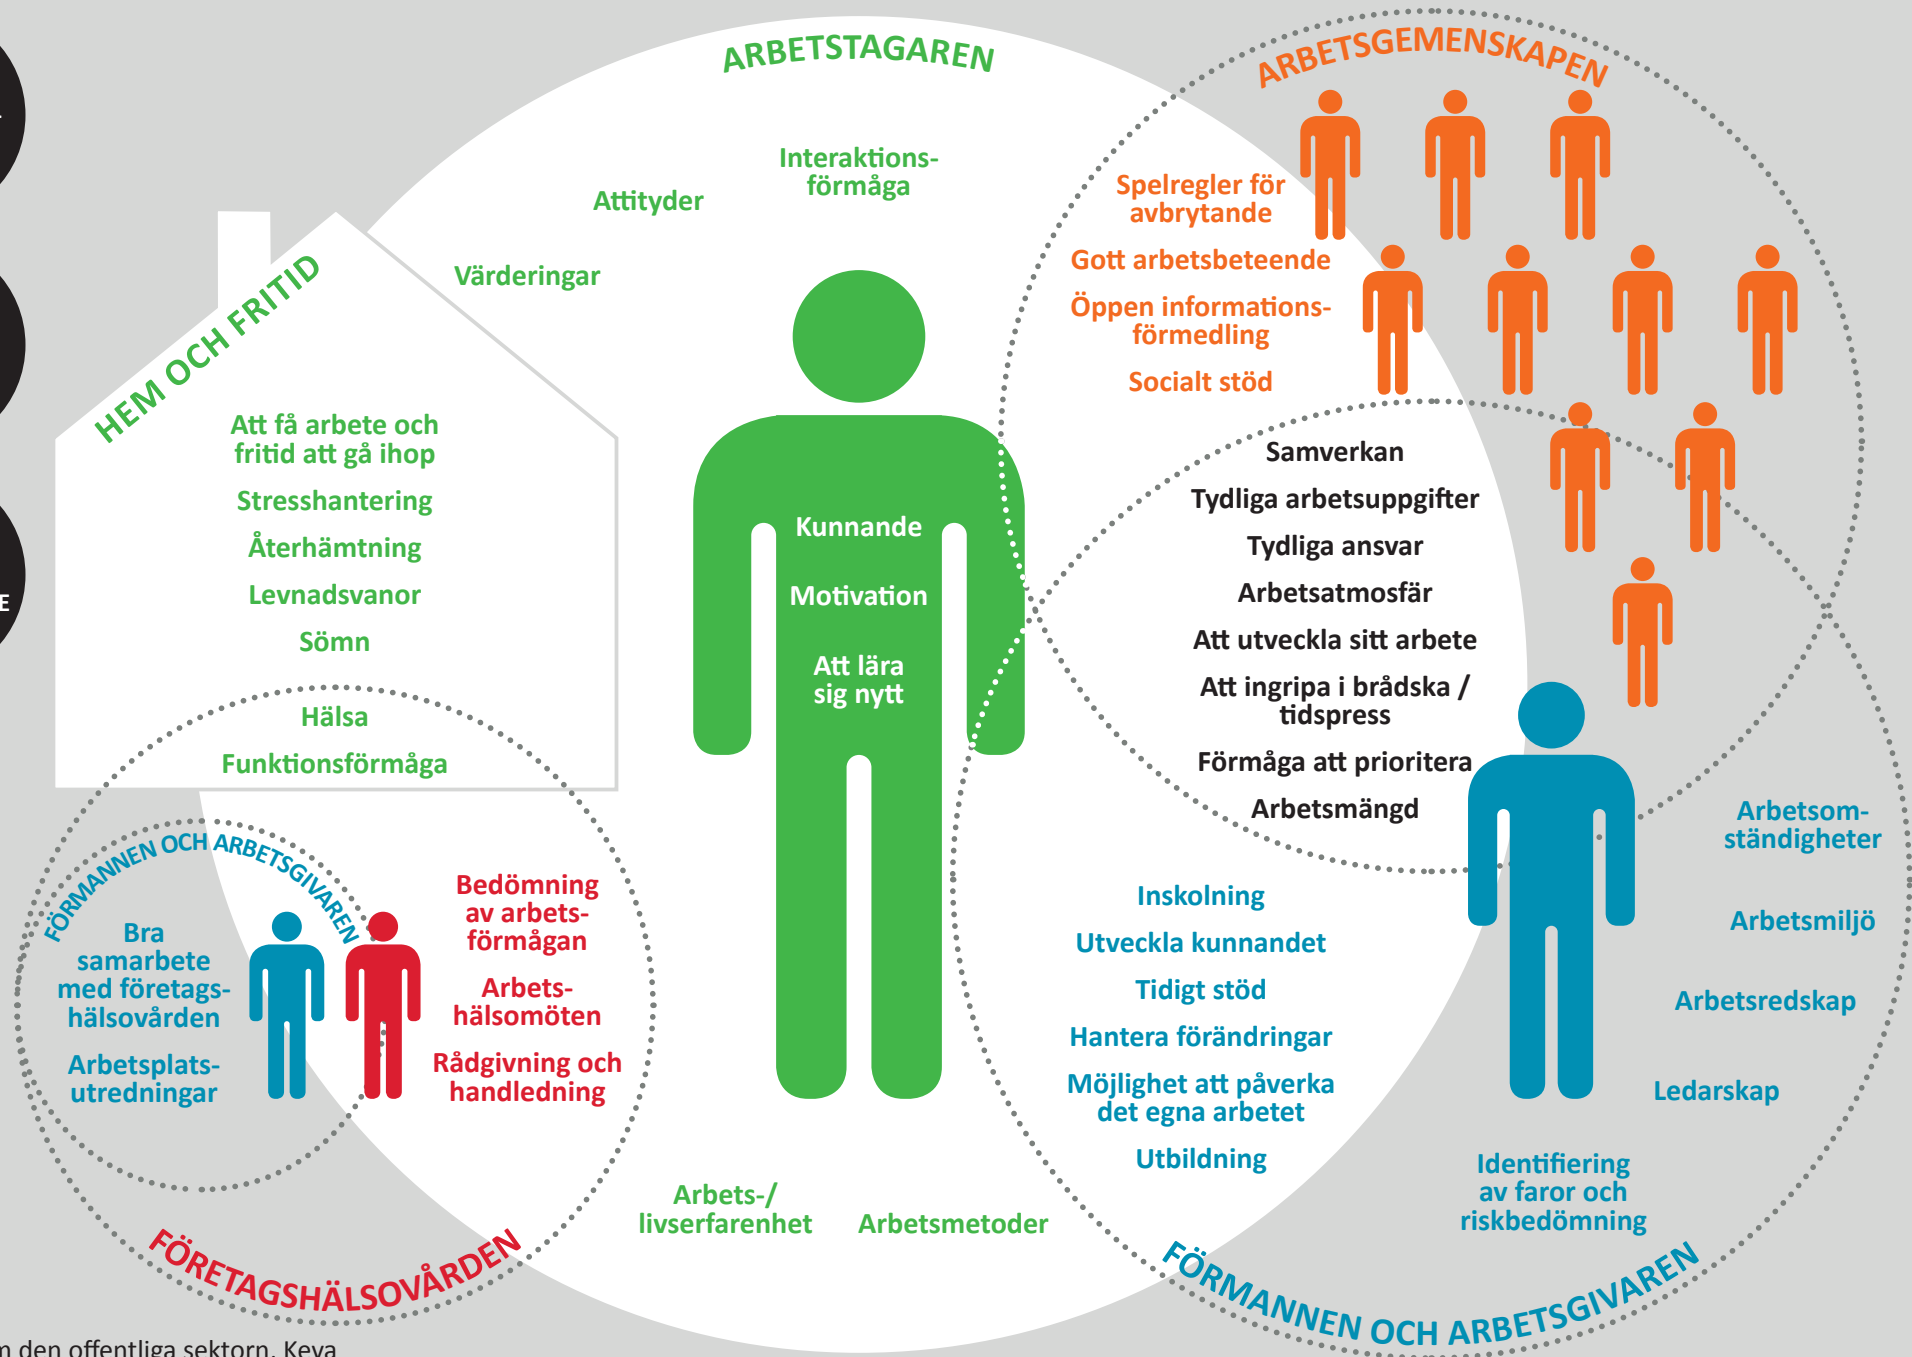 ARBETSTAGAREN
Interaktions-
förmåga
Attityder
Värderingar
HEM OCH FRITID
Att få arbete och
fritid att gå ihop
Stresshantering
Återhämtning
Levnadsvanor
Sömn
Hälsa
Funktionsförmåga
Kunnande
Motivation
Att lära
sig nytt
ARBETSGEMENSKAPEN
Spelregler för
avbrytande
Gott arbetsbeteende
Öppen informations-
förmedling
Socialt stöd
Samverkan
Tydliga arbetsuppgifter
Tydliga ansvar
Arbetsatmosfär
Att utveckla sitt arbete
Att ingripa i brådska /
tidspress
Förmåga att prioritera
Arbetsmängd
Inskolning
Utveckla kunnandet
Tidigt stöd
Hantera förändringar
Möjlighet att påverka
det egna arbetet
Utbildning
Arbetsom-
ständigheter
Arbetsmiljö
Arbetsredskap
Ledarskap
Identifiering
av faror och
riskbedömning
FÖRMANNEN OCH ARBETSGIVAREN
FÖRMANNEN OCH ARBETSGIVAREN
Bra
samarbete
med företags-
hälsovården
Arbetsplats-
utredningar
Bedömning
av arbets-
förmågan
Arbets-
hälsomöten
Rådgivning och
handledning
FÖRETAGSHÄLSOVÅRDEN
Arbets-/
livserfarenhet
Arbetsmetoder
den offentliga sektorn, Keva